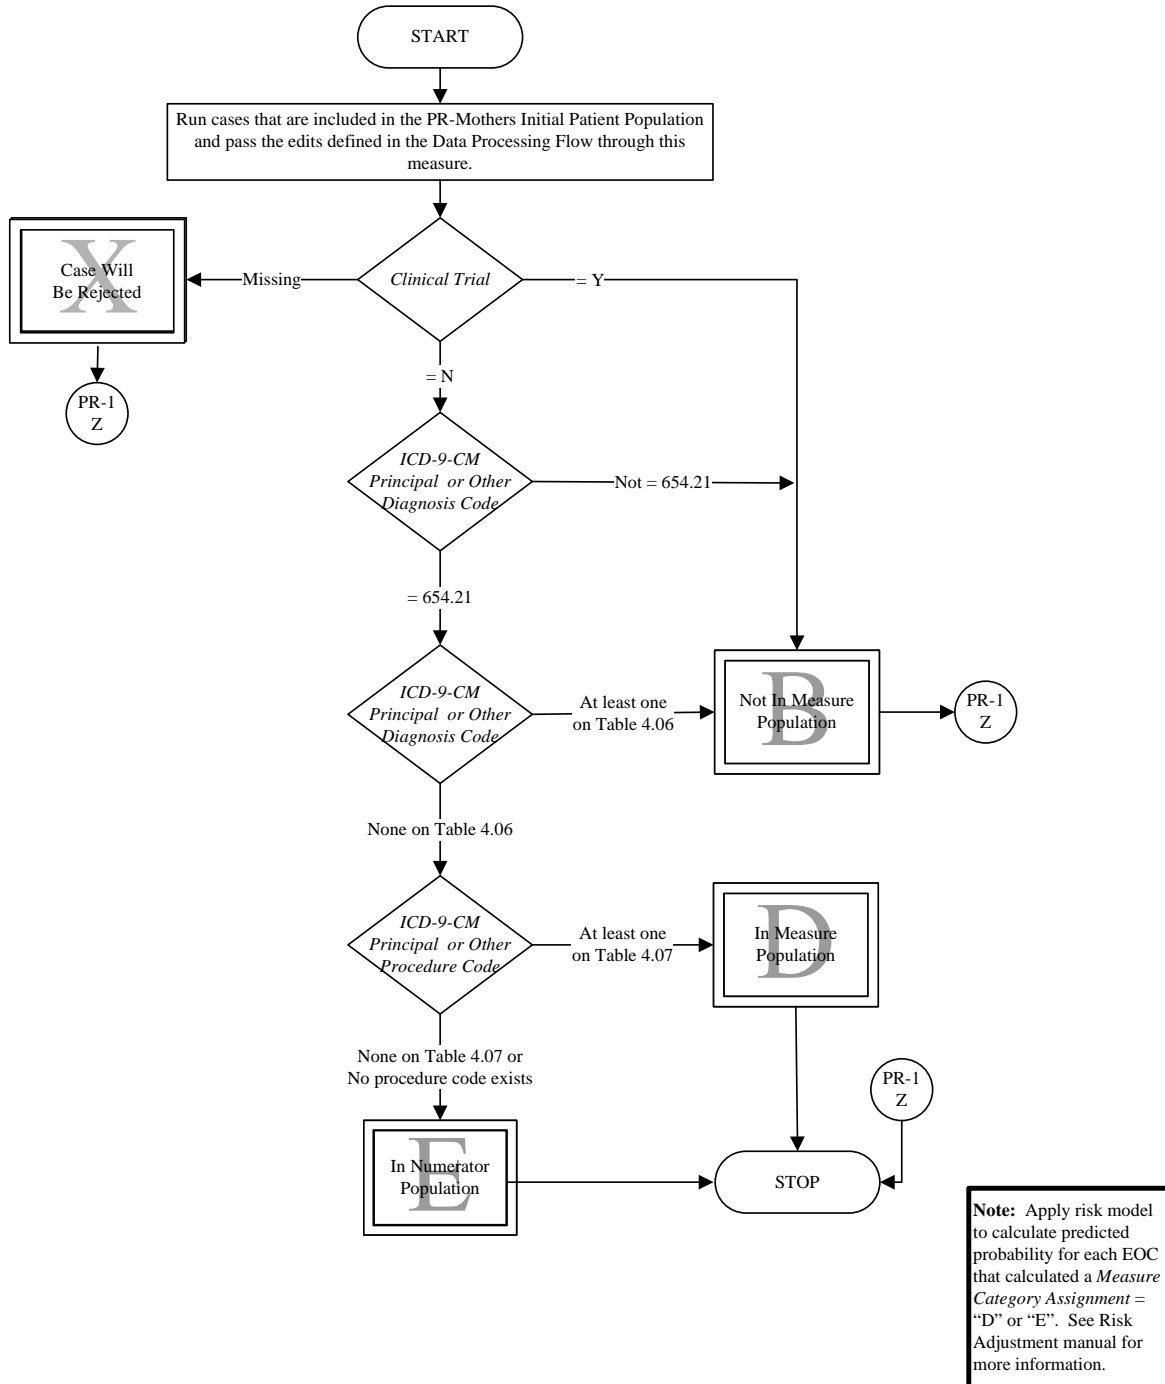 START
Run cases that are included in the PR-Mothers Initial Patient Population
and pass the edits defined in the Data Processing Flow through this
measure.
X
Case Will
Be Rejected
Missing
Clinical Trial
= Y
PR-1
Z
= N
ICD-9-CM
Principal or Other
Diagnosis Code
Not = 654.21
= 654.21
ICD-9-CM
Principal or Other
Diagnosis Code
At least one
on Table 4.06
B
Not In Measure
Population
PR-1
Z
None on Table 4.06
ICD-9-CM
Principal or Other
Procedure Code
At least one
on Table 4.07
D
In Measure
Population
None on Table 4.07 or
No procedure code exists
PR-1
Z
E
In Numerator
Population
STOP
Note: Apply risk model
to calculate predicted
probability for each EOC
that calculated a Measure
Category Assignment =
“D” or “E”. See Risk
Adjustment manual for
more information.